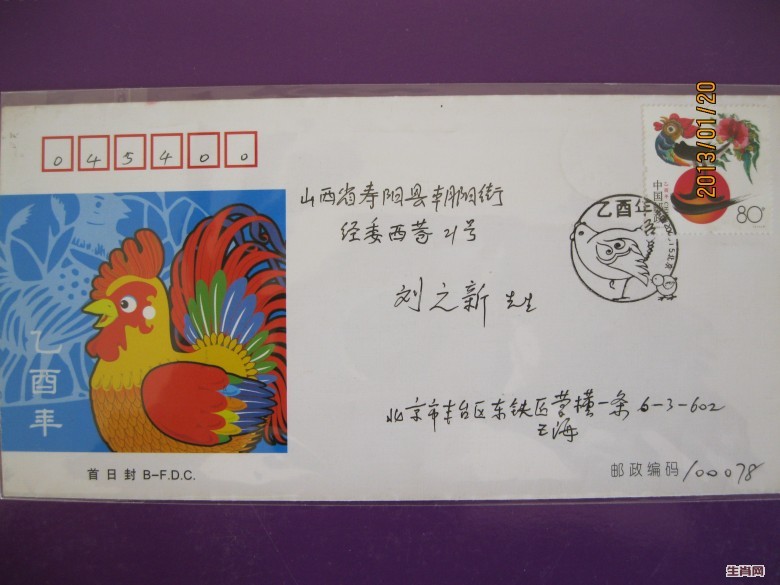 2013/01/20
045400
山西省寿阳县朝阳街
经委西巷21号
刘之新先生
乙酉年
80分
中国邮政
乙酉年
北京市丰台区东铁匠营横一条 6-3-602
王海
首日封 B-F.D.C.
邮政编码 100078
生肖网